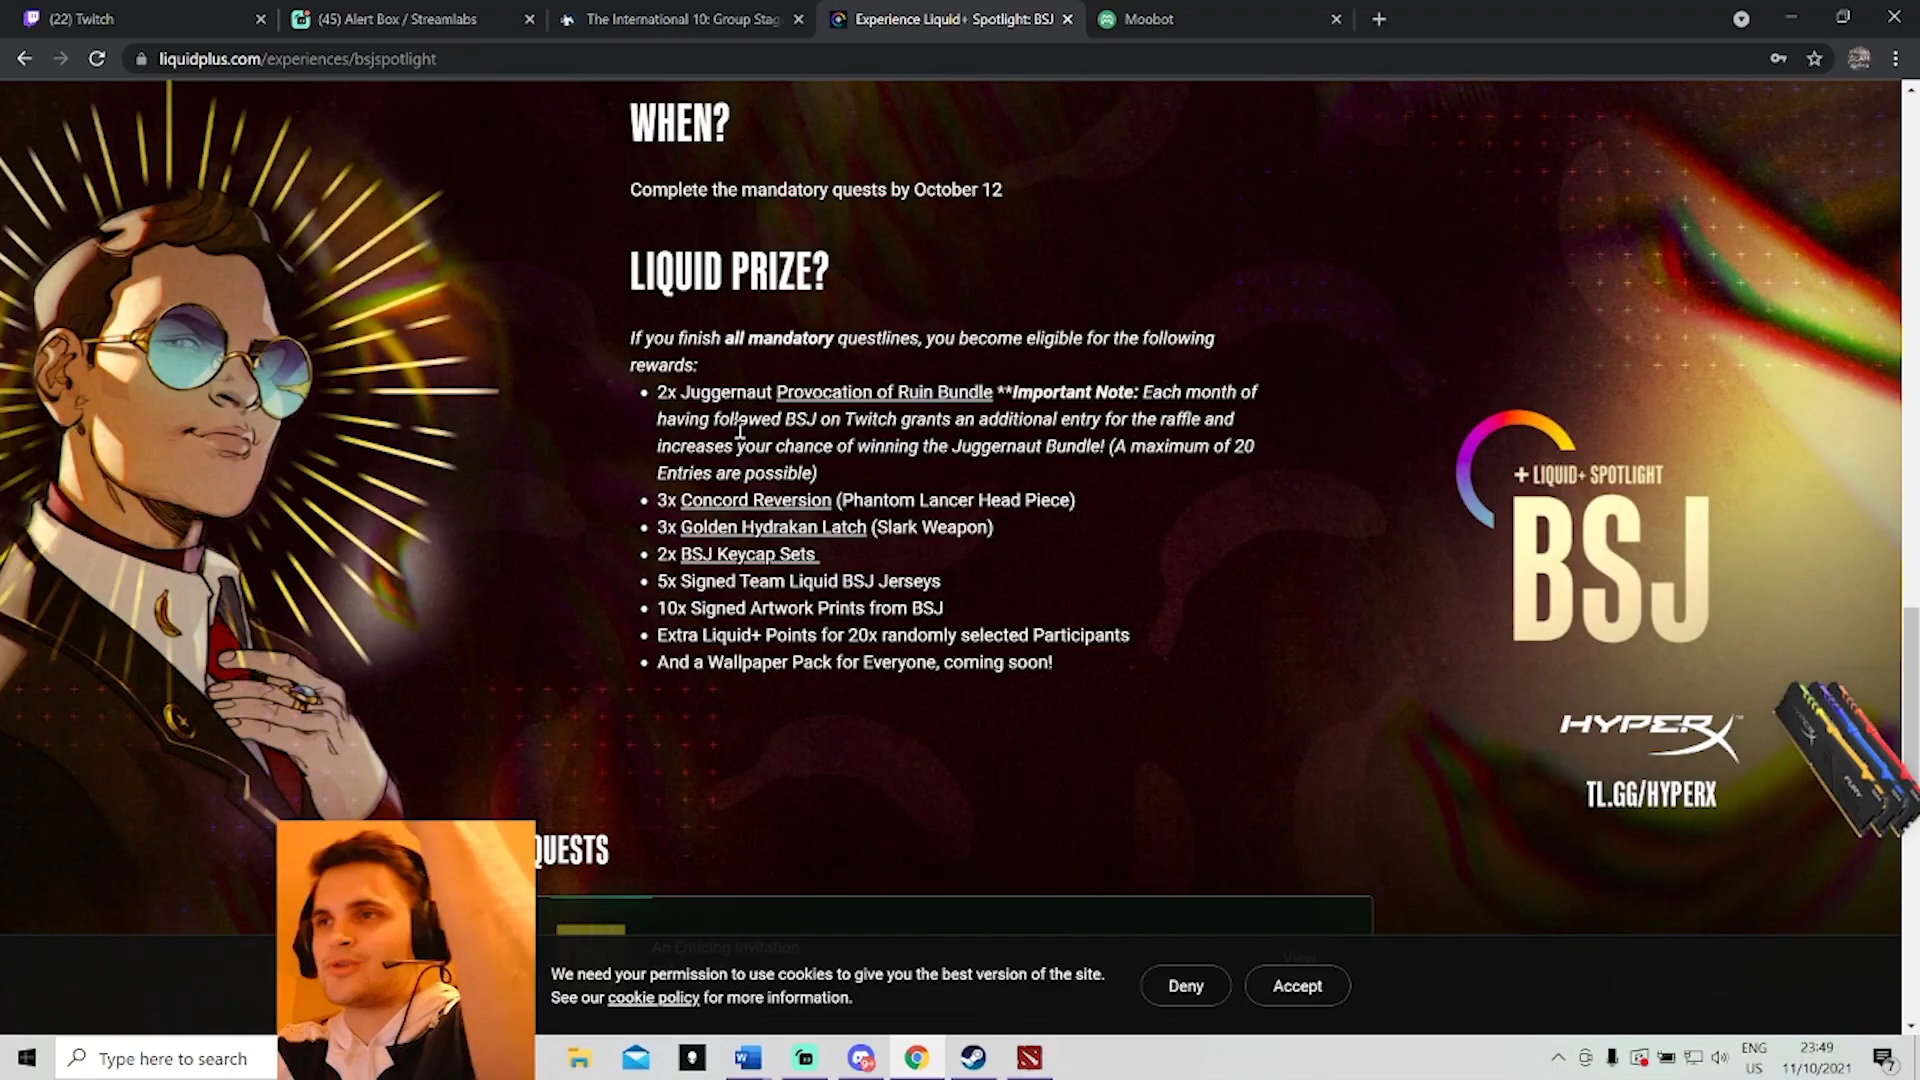 (22) Twitch
(45) Alert Box / Streamlabs
The International 10: Group Stag
Experience Liquid+ Spotlight: BSJ
Moobot
liquidplus.com/experiences/bsjspotlight
WHEN?
Complete the mandatory quests by October 12
LIQUID PRIZE?
If you finish all mandatory questlines, you become eligible for the following
rewards:
• 2x Juggernaut Provocation of Ruin Bundle **Important Note: Each month of
having followed BSJ on Twitch grants an additional entry for the raffle and
increases your chance of winning the Juggernaut Bundle! (A maximum of 20
Entries are possible)
• 3x Concord Reversion (Phantom Lancer Head Piece)
• 3x Golden Hydrakan Latch (Slark Weapon)
• 2x BSJ Keycap Sets
• 5x Signed Team Liquid BSJ Jerseys
• 10x Signed Artwork Prints from BSJ
• Extra Liquid+ Points for 20x randomly selected Participants
• And a Wallpaper Pack for Everyone, coming soon!
+ LIQUID+ SPOTLIGHT
BSJ
HYPERX
TL.GG/HYPERX
FURY
QUESTS
An Enticing Invitation
View
We need your permission to use cookies to give you the best version of the site.
See our cookie policy for more information.
Deny
Accept
Type here to search
ENG
US
23:49
11/10/2021
7